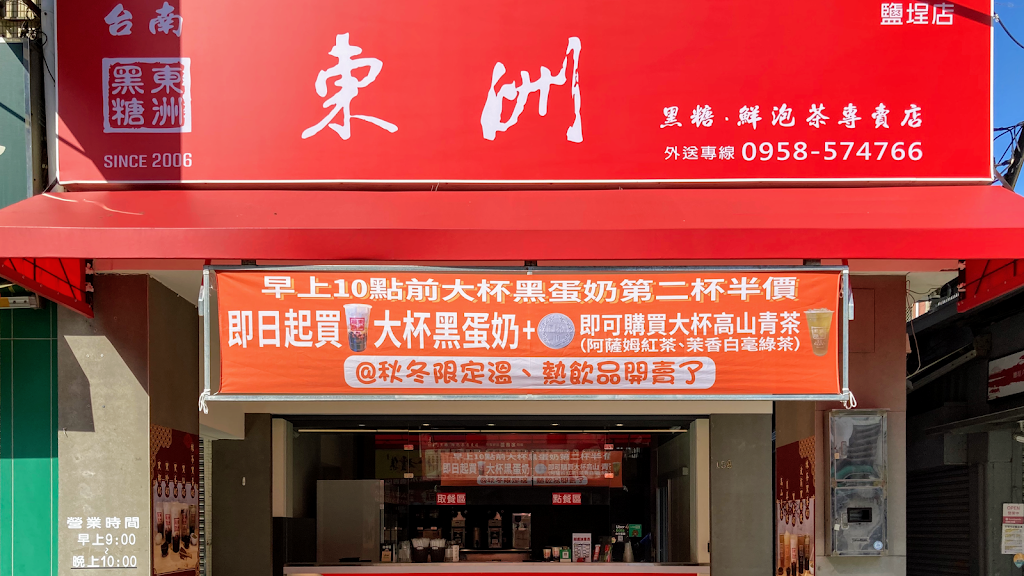 台南
東洲
黑糖
SINCE 2006
東洲
鹽埕店
黑糖·鮮泡茶專賣店
外送專線 0958-574766
早上10點前大杯黑蛋奶第二杯半價
即日起買 大杯黑蛋奶+ 即可購買大杯高山青茶
(阿薩姆紅茶、茉香白毫綠茶)
@秋冬限定溫、熱飲品開賣了
取餐區
點餐區
營業時間
早上9:00
~
晚上10:00